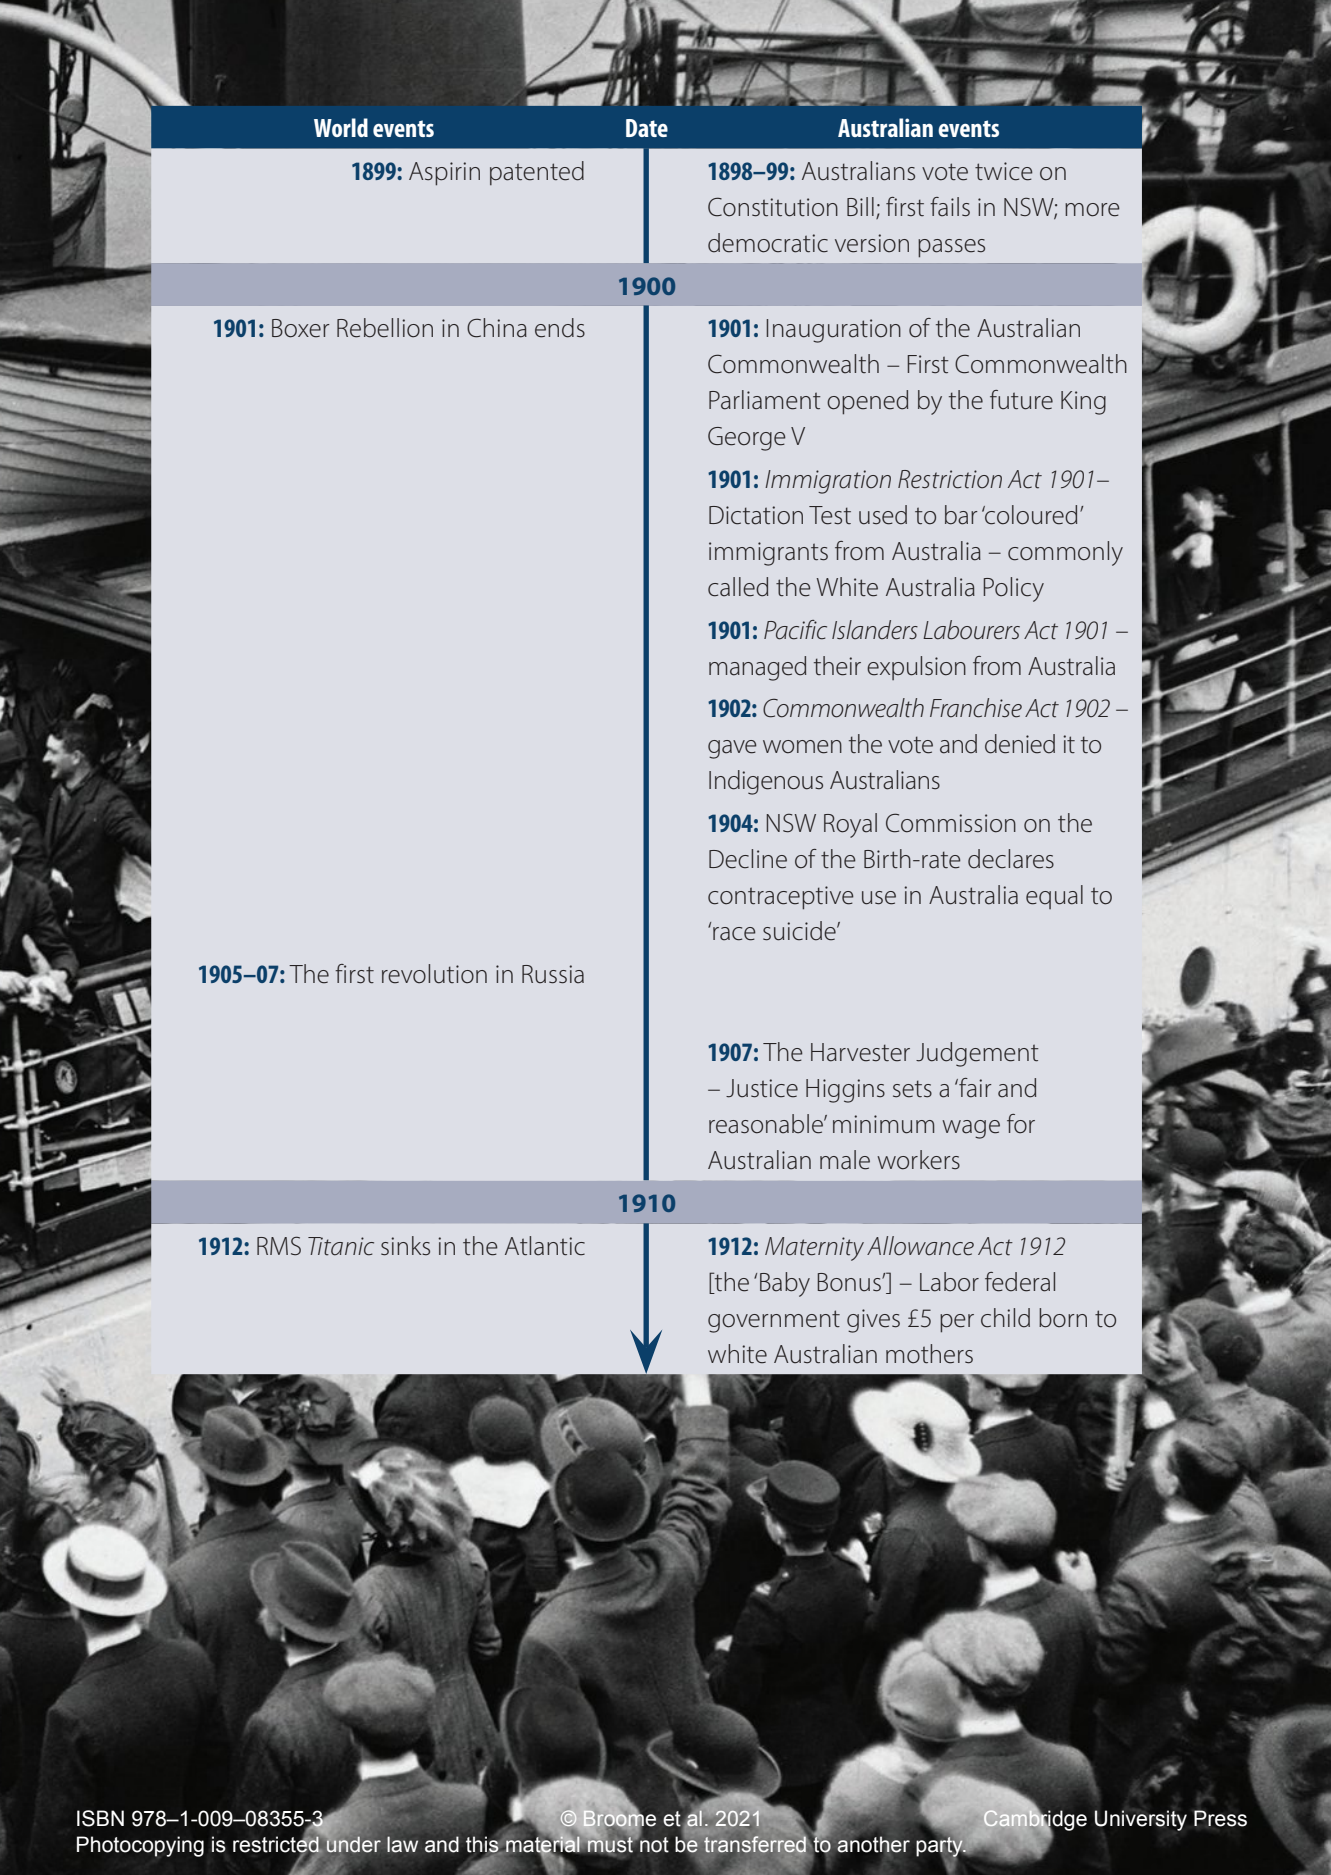 World events Date Australian events
1899: Aspirin patented
1898–99: Australians vote twice on
Constitution Bill; first fails in NSW; more
democratic version passes
1900
1901: Boxer Rebellion in China ends
1901: Inauguration of the Australian
Commonwealth – First Commonwealth
Parliament opened by the future King
George V
1901: Immigration Restriction Act 1901–
Dictation Test used to bar ‘coloured’
immigrants from Australia – commonly
called the White Australia Policy
1901: Pacific Islanders Labourers Act 1901 –
managed their expulsion from Australia
1902: Commonwealth Franchise Act 1902 –
gave women the vote and denied it to
Indigenous Australians
1904: NSW Royal Commission on the
Decline of the Birth-rate declares
contraceptive use in Australia equal to
‘race suicide’
1905–07: The first revolution in Russia
1907: The Harvester Judgement
– Justice Higgins sets a ‘fair and
reasonable’ minimum wage for
Australian male workers
1910
1912: RMS Titanic sinks in the Atlantic
1912: Maternity Allowance Act 1912
[the ‘Baby Bonus’] – Labor federal
government gives £5 per child born to
white Australian mothers
ISBN 978–1-009–08355-3 © Broome et al. 2021 Cambridge University Press
Photocopying is restricted under law and this material must not be transferred to another party.